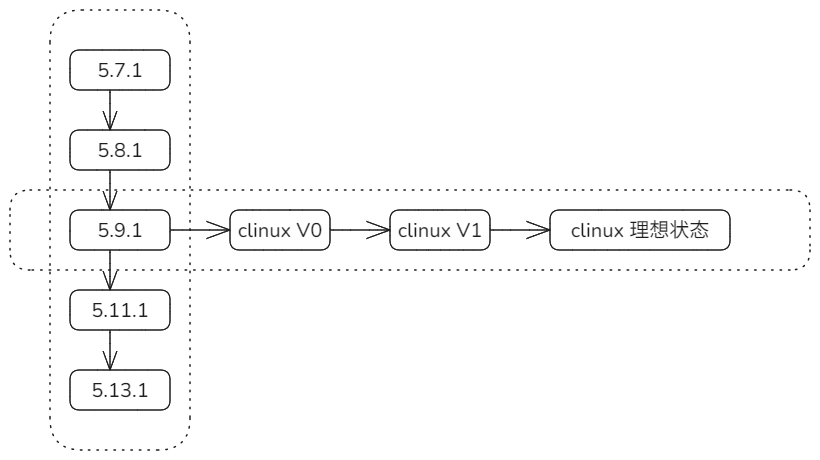 5.7.1
5.8.1
5.9.1
clinux V0
clinux V1
clinux 理想状态
5.11.1
5.13.1